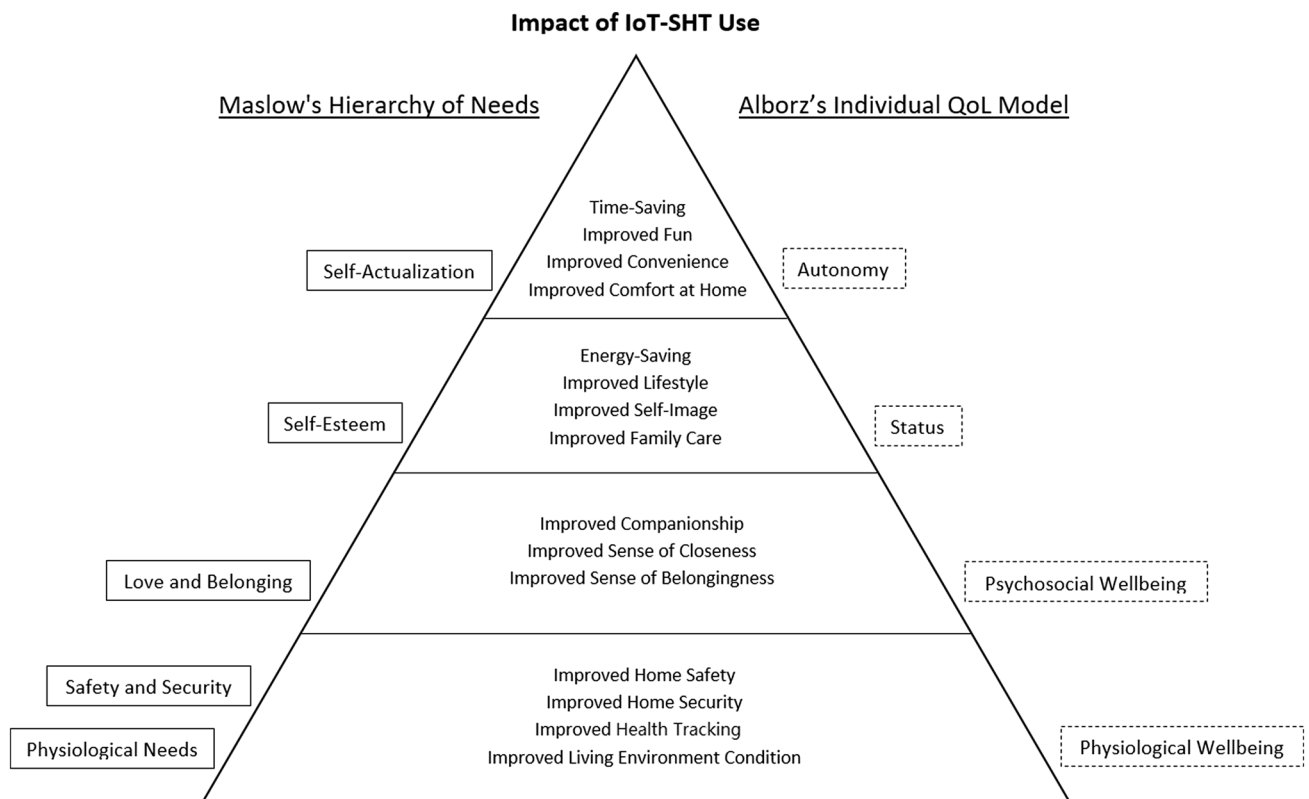 Impact of IoT-SHT Use
Maslow's Hierarchy of Needs
Alborz’s Individual QoL Model
Time-Saving
Improved Fun
Improved Convenience
Improved Comfort at Home
Self-Actualization
Autonomy
Energy-Saving
Improved Lifestyle
Improved Self-Image
Improved Family Care
Self-Esteem
Status
Improved Companionship
Improved Sense of Closeness
Improved Sense of Belongingness
Love and Belonging
Psychosocial Wellbeing
Improved Home Safety
Improved Home Security
Improved Health Tracking
Improved Living Environment Condition
Safety and Security
Physiological Needs
Physiological Wellbeing